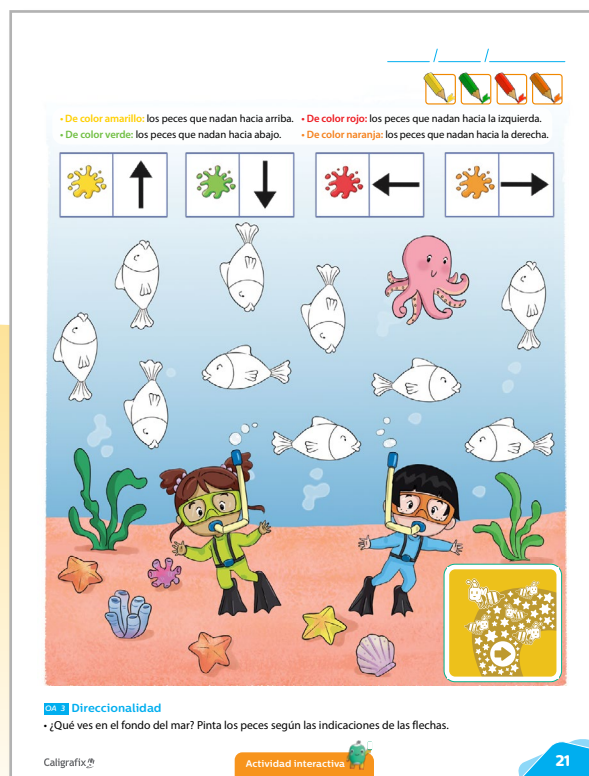 _____/_____/_________
• De color amarillo: los peces que nadan hacia arriba. • De color rojo: los peces que nadan hacia la izquierda.
• De color verde: los peces que nadan hacia abajo. • De color naranja: los peces que nadan hacia la derecha.
OA 3 Direccionalidad
• ¿Qué ves en el fondo del mar? Pinta los peces según las indicaciones de las flechas.
Caligrafix
Actividad interactiva
21